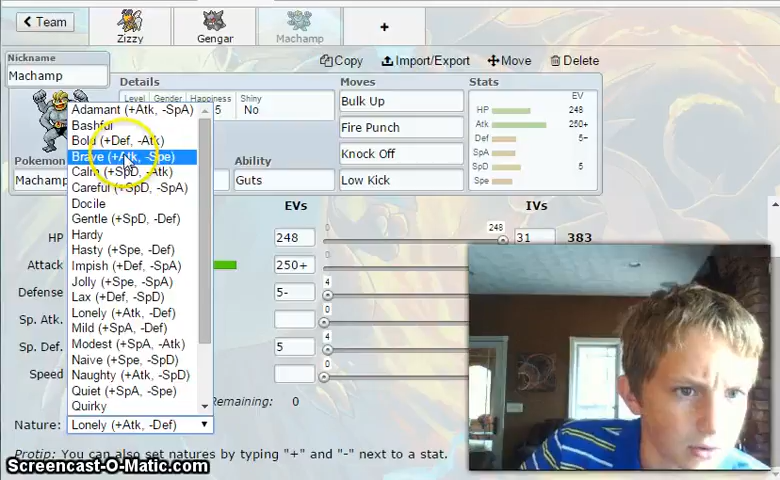 Team
Zizzy
Gengar
Machamp
+
Copy
Import/Export
Move
Delete
Nickname
Machamp
Details
Level Gender Happiness Shiny
5 No
Moves
Bulk Up
Fire Punch
Knock Off
Low Kick
Stats
EV
HP 248
Atk 250+
Def 5-
SpA
SpD 5
Spe
Pokemon
Machamp
Ability
Guts
Adamant (+Atk, -SpA)
Bashful
Bold (+Def, -Atk)
Brave (+Atk, -Spe)
Calm (+SpD, -Atk)
Careful (+SpD, -SpA)
Docile
Gentle (+SpD, -Def)
Hardy
Hasty (+Spe, -Def)
Impish (+Def, -SpA)
Jolly (+Spe, -SpA)
Lax (+Def, -SpD)
Lonely (+Atk, -Def)
Mild (+SpA, -Def)
Modest (+SpA, -Atk)
Naive (+Spe, -SpD)
Naughty (+Atk, -SpD)
Quiet (+SpA, -Spe)
Quirky
EVs
IVs
HP 248 248 31 383
Attack 250+
Defense 5- 4
Sp. Atk. 0
Sp. Def. 5 4
Speed 0
Remaining: 0
Nature: Lonely (+Atk, -Def)
Protip: You can also set natures by typing "+" and "-" next to a stat.
Screencast-O-Matic.com